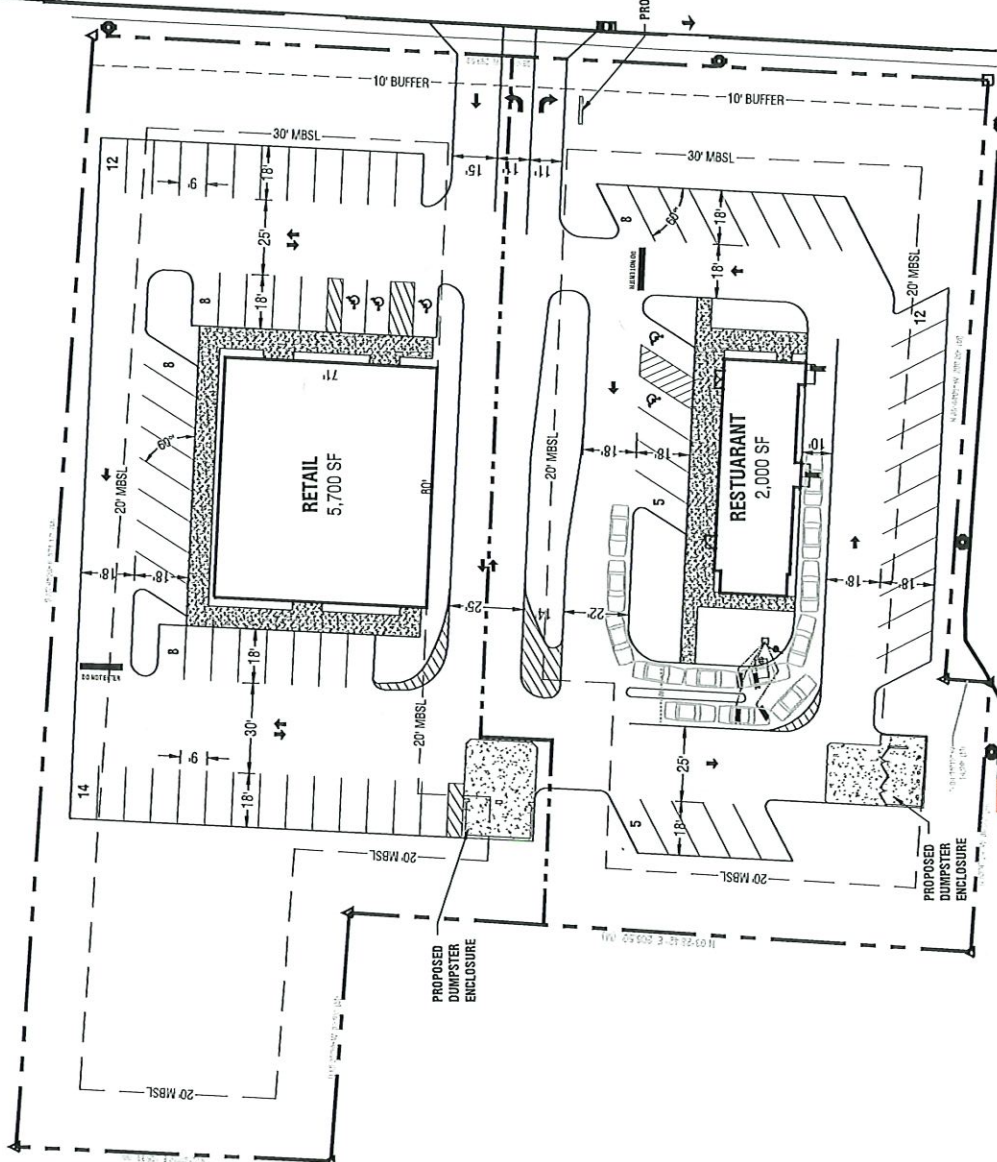 10' BUFFER
10' BUFFER
PRO
30' MBSL
12
9'
18'
25'
18'
8
15'
11'
11'
30' MBSL
8
60°
18'
18'
20' MBSL
12
8
60°
20' MBSL
18'
18'
71'
RETAIL
5,700 SF
80'
20' MBSL
18'
18'
5
RESTUARANT
2,000 SF
10'
18'
18'
8
18'
30'
9'
18'
14
20' MBSL
25'
14
22'
25'
18'
5
20' MBSL
20' MBSL
20' MBSL
PROPOSED
DUMPSTER
ENCLOSURE
PROPOSED
DUMPSTER
ENCLOSURE